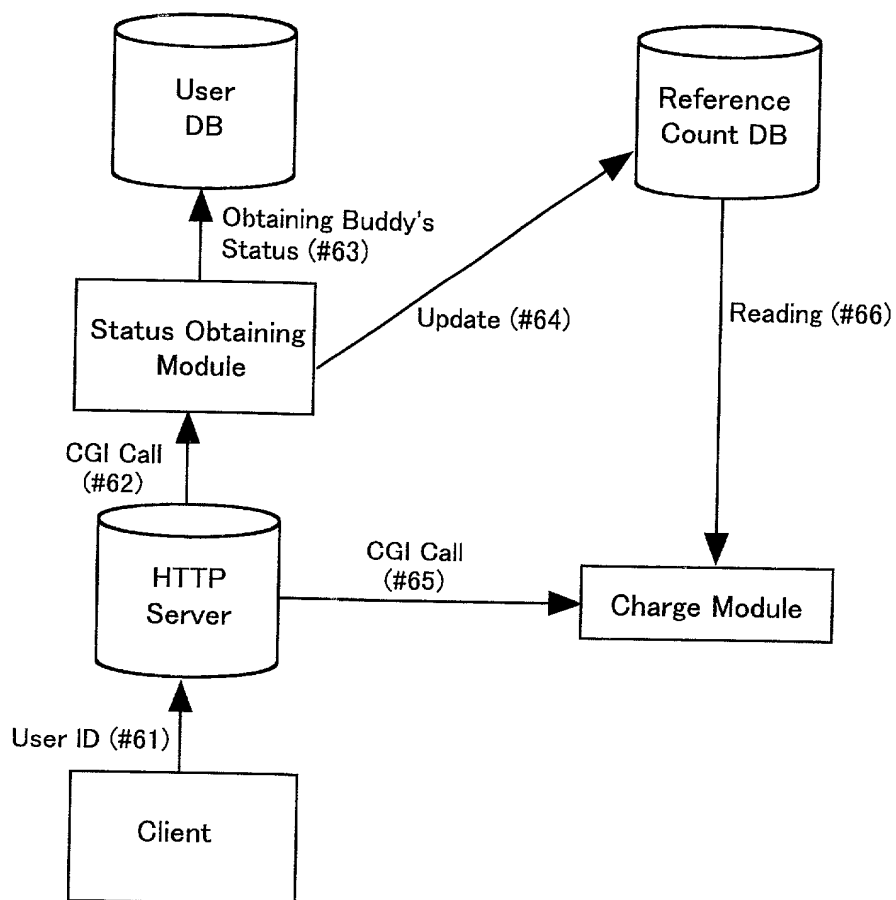 User
DB
Reference
Count DB
Obtaining Buddy's
Status (#63)
Status Obtaining
Module
Update (#64)
Reading (#66)
CGI Call
(#62)
HTTP
Server
CGI Call
(#65)
Charge Module
User ID (#61)
Client